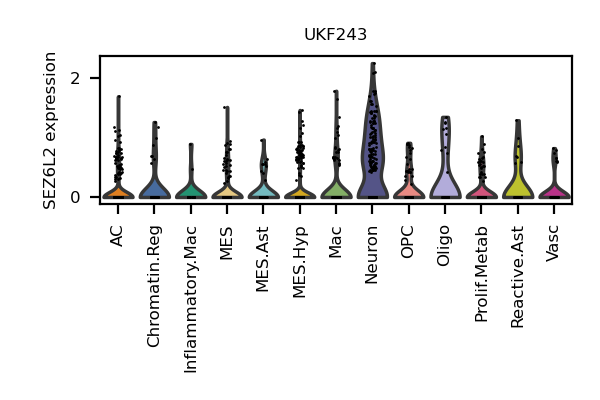 UKF243
SEZ6L2 expression
2
0
AC
Chromatin.Reg
Inflammatory.Mac
MES
MES.Ast
MES.Hyp
Mac
Neuron
OPC
Oligo
Prolif.Metab
Reactive.Ast
Vasc